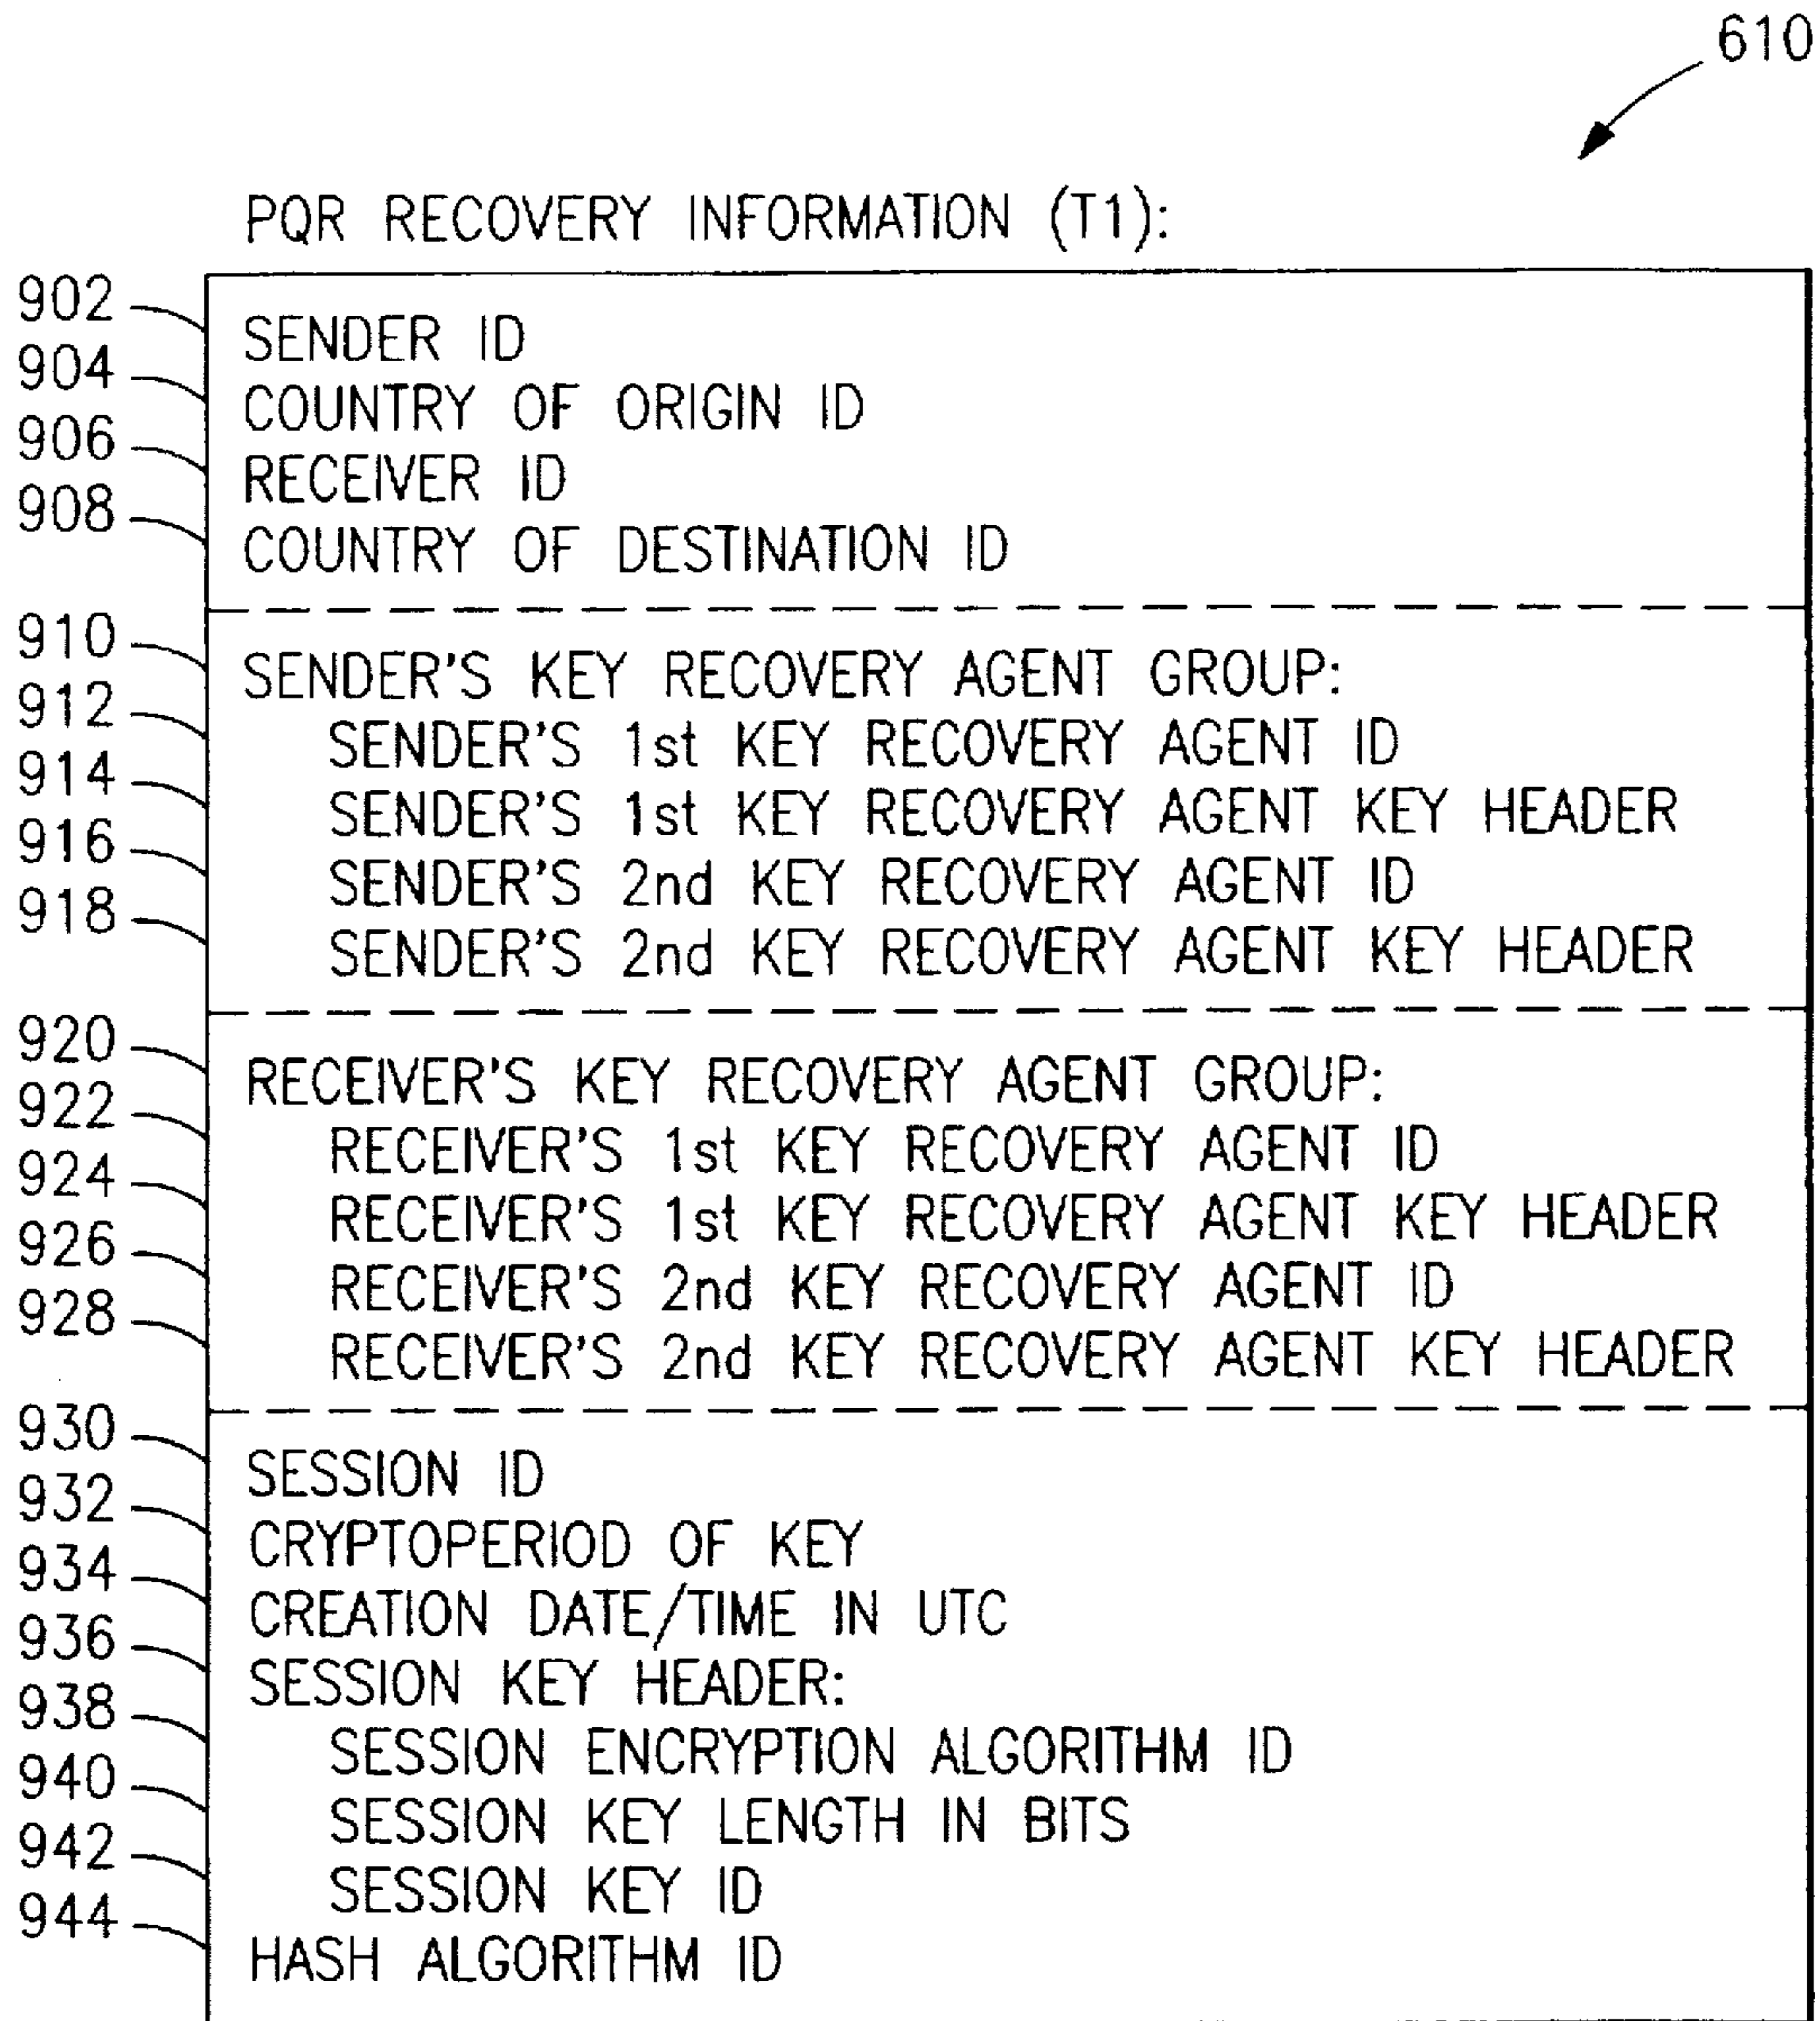 610
PQR RECOVERY INFORMATION (T1):
902 SENDER ID
904 COUNTRY OF ORIGIN ID
906 RECEIVER ID
908 COUNTRY OF DESTINATION ID
910 SENDER'S KEY RECOVERY AGENT GROUP:
912 SENDER'S 1st KEY RECOVERY AGENT ID
914 SENDER'S 1st KEY RECOVERY AGENT KEY HEADER
916 SENDER'S 2nd KEY RECOVERY AGENT ID
918 SENDER'S 2nd KEY RECOVERY AGENT KEY HEADER
920 RECEIVER'S KEY RECOVERY AGENT GROUP:
922 RECEIVER'S 1st KEY RECOVERY AGENT ID
924 RECEIVER'S 1st KEY RECOVERY AGENT KEY HEADER
926 RECEIVER'S 2nd KEY RECOVERY AGENT ID
928 RECEIVER'S 2nd KEY RECOVERY AGENT KEY HEADER
930 SESSION ID
932 CRYPTOPERIOD OF KEY
934 CREATION DATE/TIME IN UTC
936 SESSION KEY HEADER:
938 SESSION ENCRYPTION ALGORITHM ID
940 SESSION KEY LENGTH IN BITS
942 SESSION KEY ID
944 HASH ALGORITHM ID